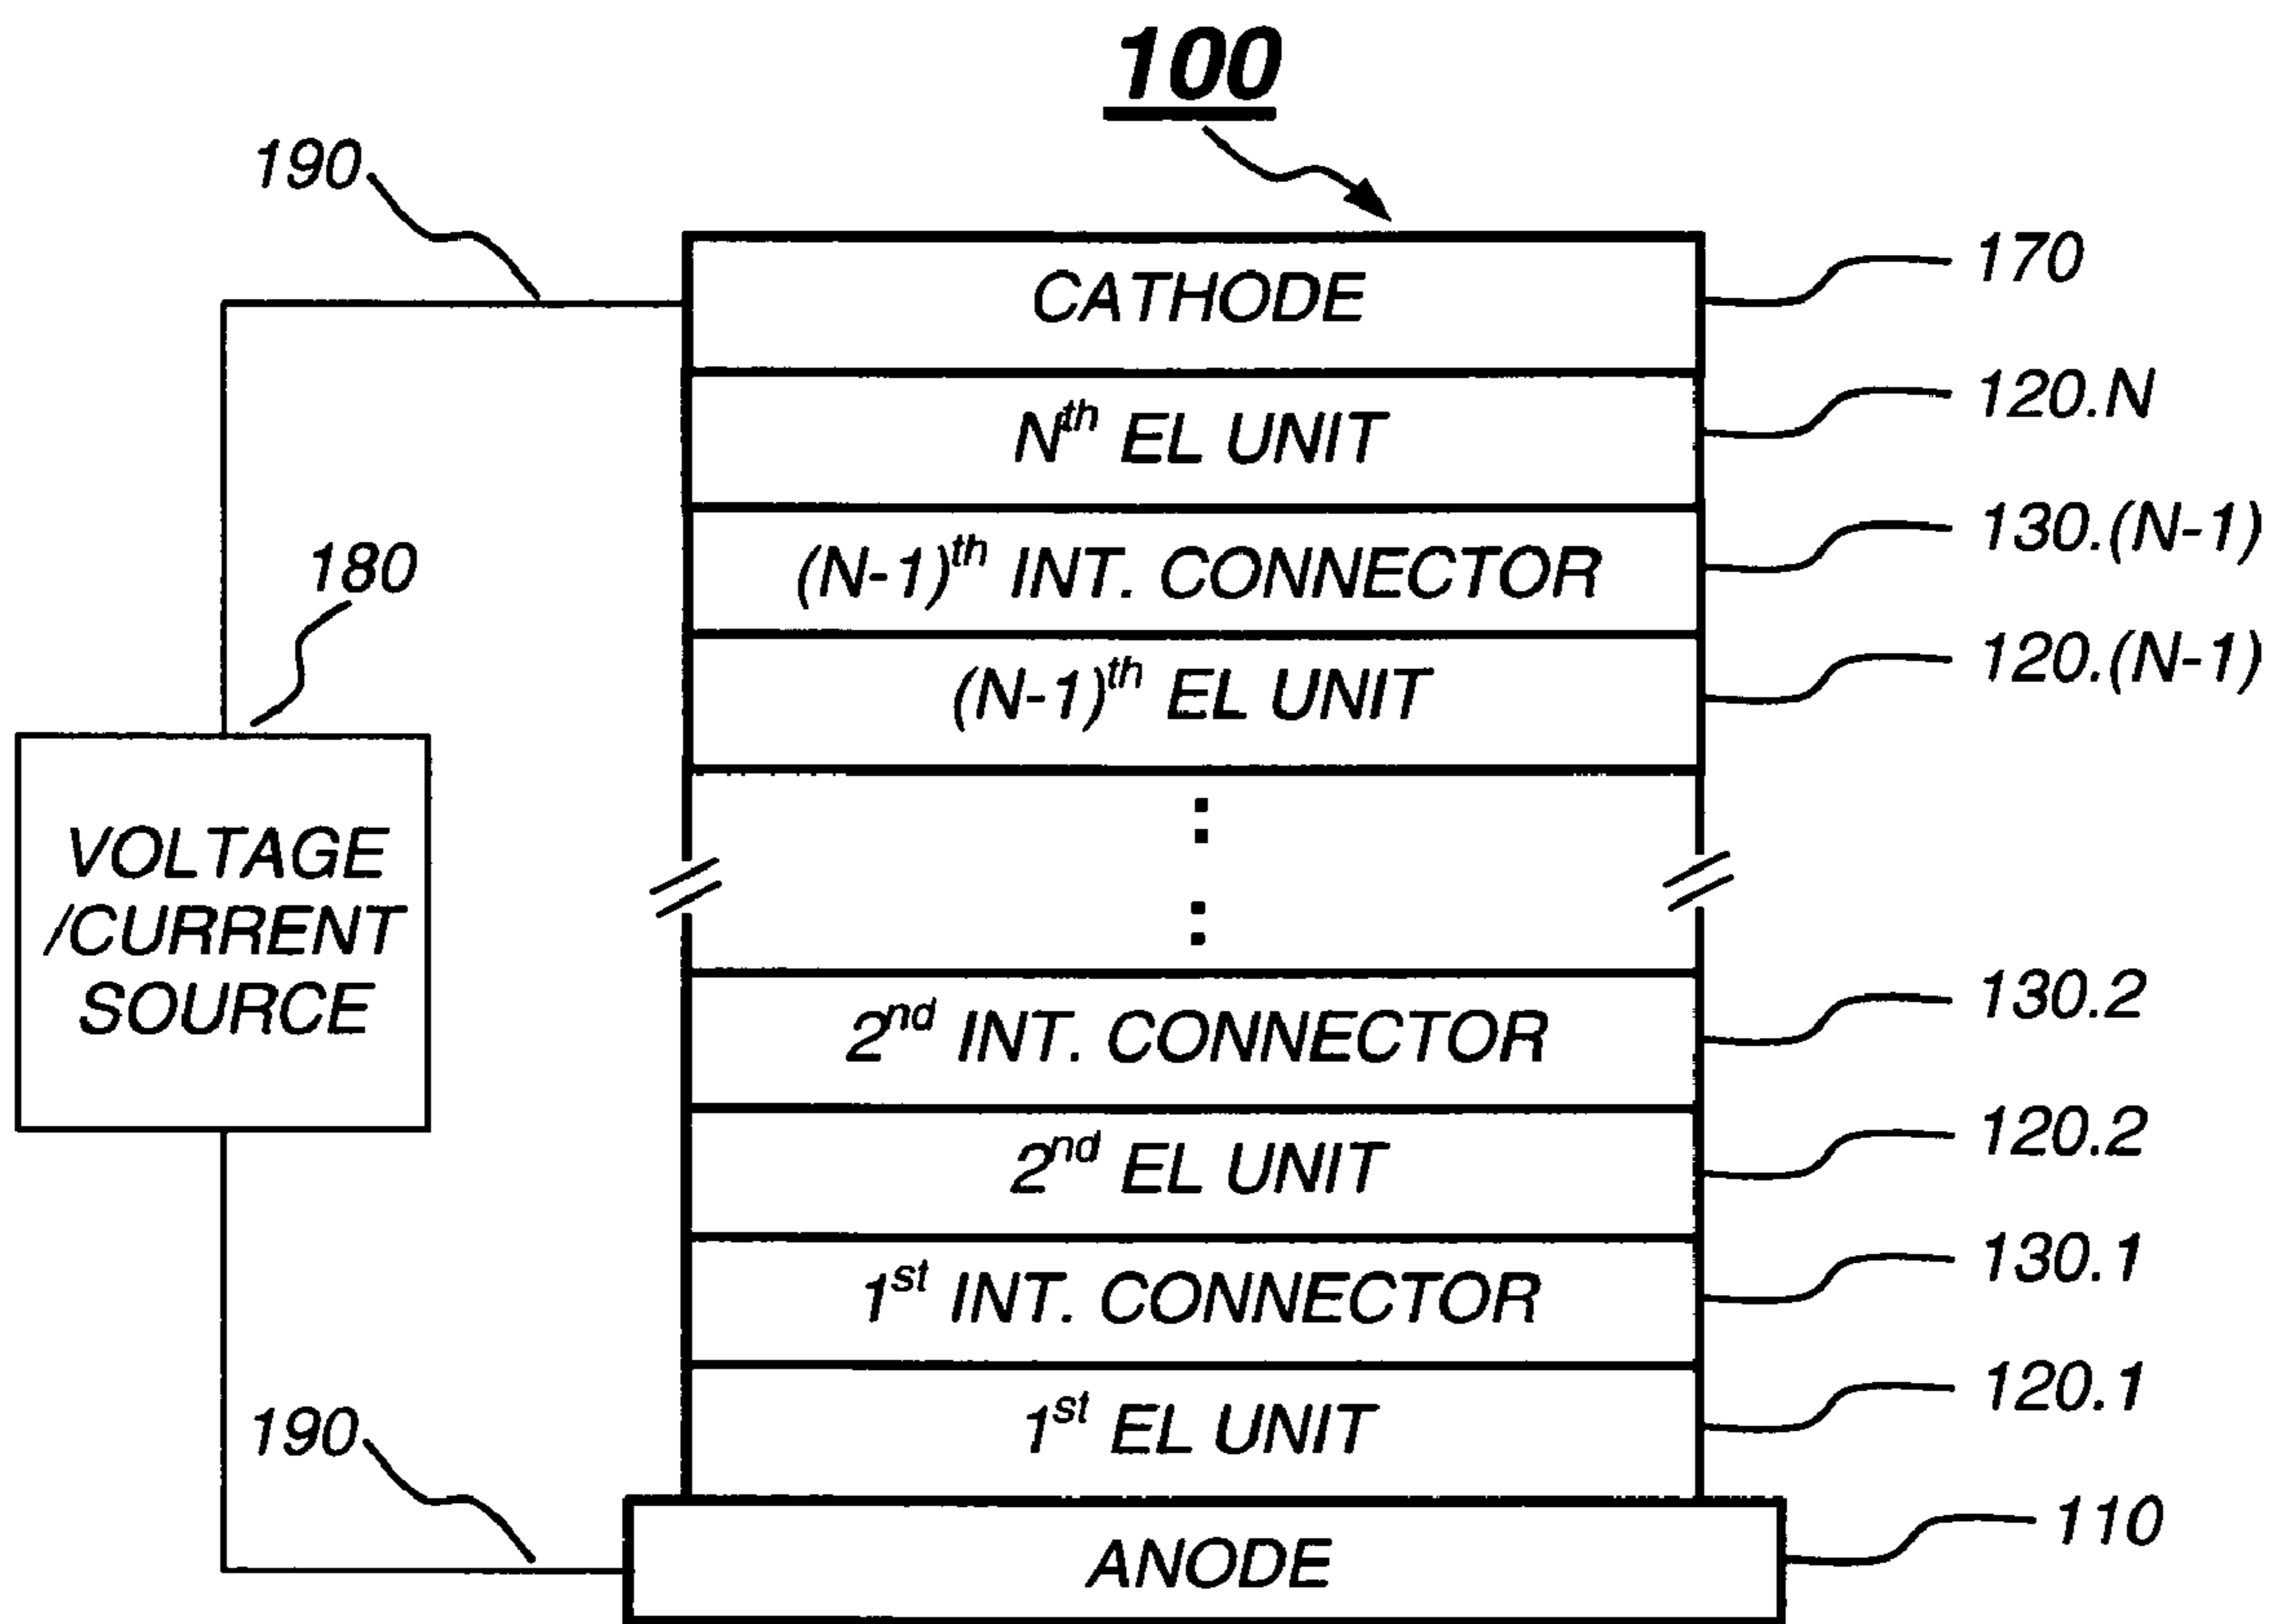 100
190
CATHODE
170
Nth EL UNIT
120.N
(N-1)th INT. CONNECTOR
130.(N-1)
180
(N-1)th EL UNIT
120.(N-1)
VOLTAGE
/CURRENT
SOURCE
2nd INT. CONNECTOR
130.2
2nd EL UNIT
120.2
1st INT. CONNECTOR
130.1
1st EL UNIT
120.1
190
ANODE
110